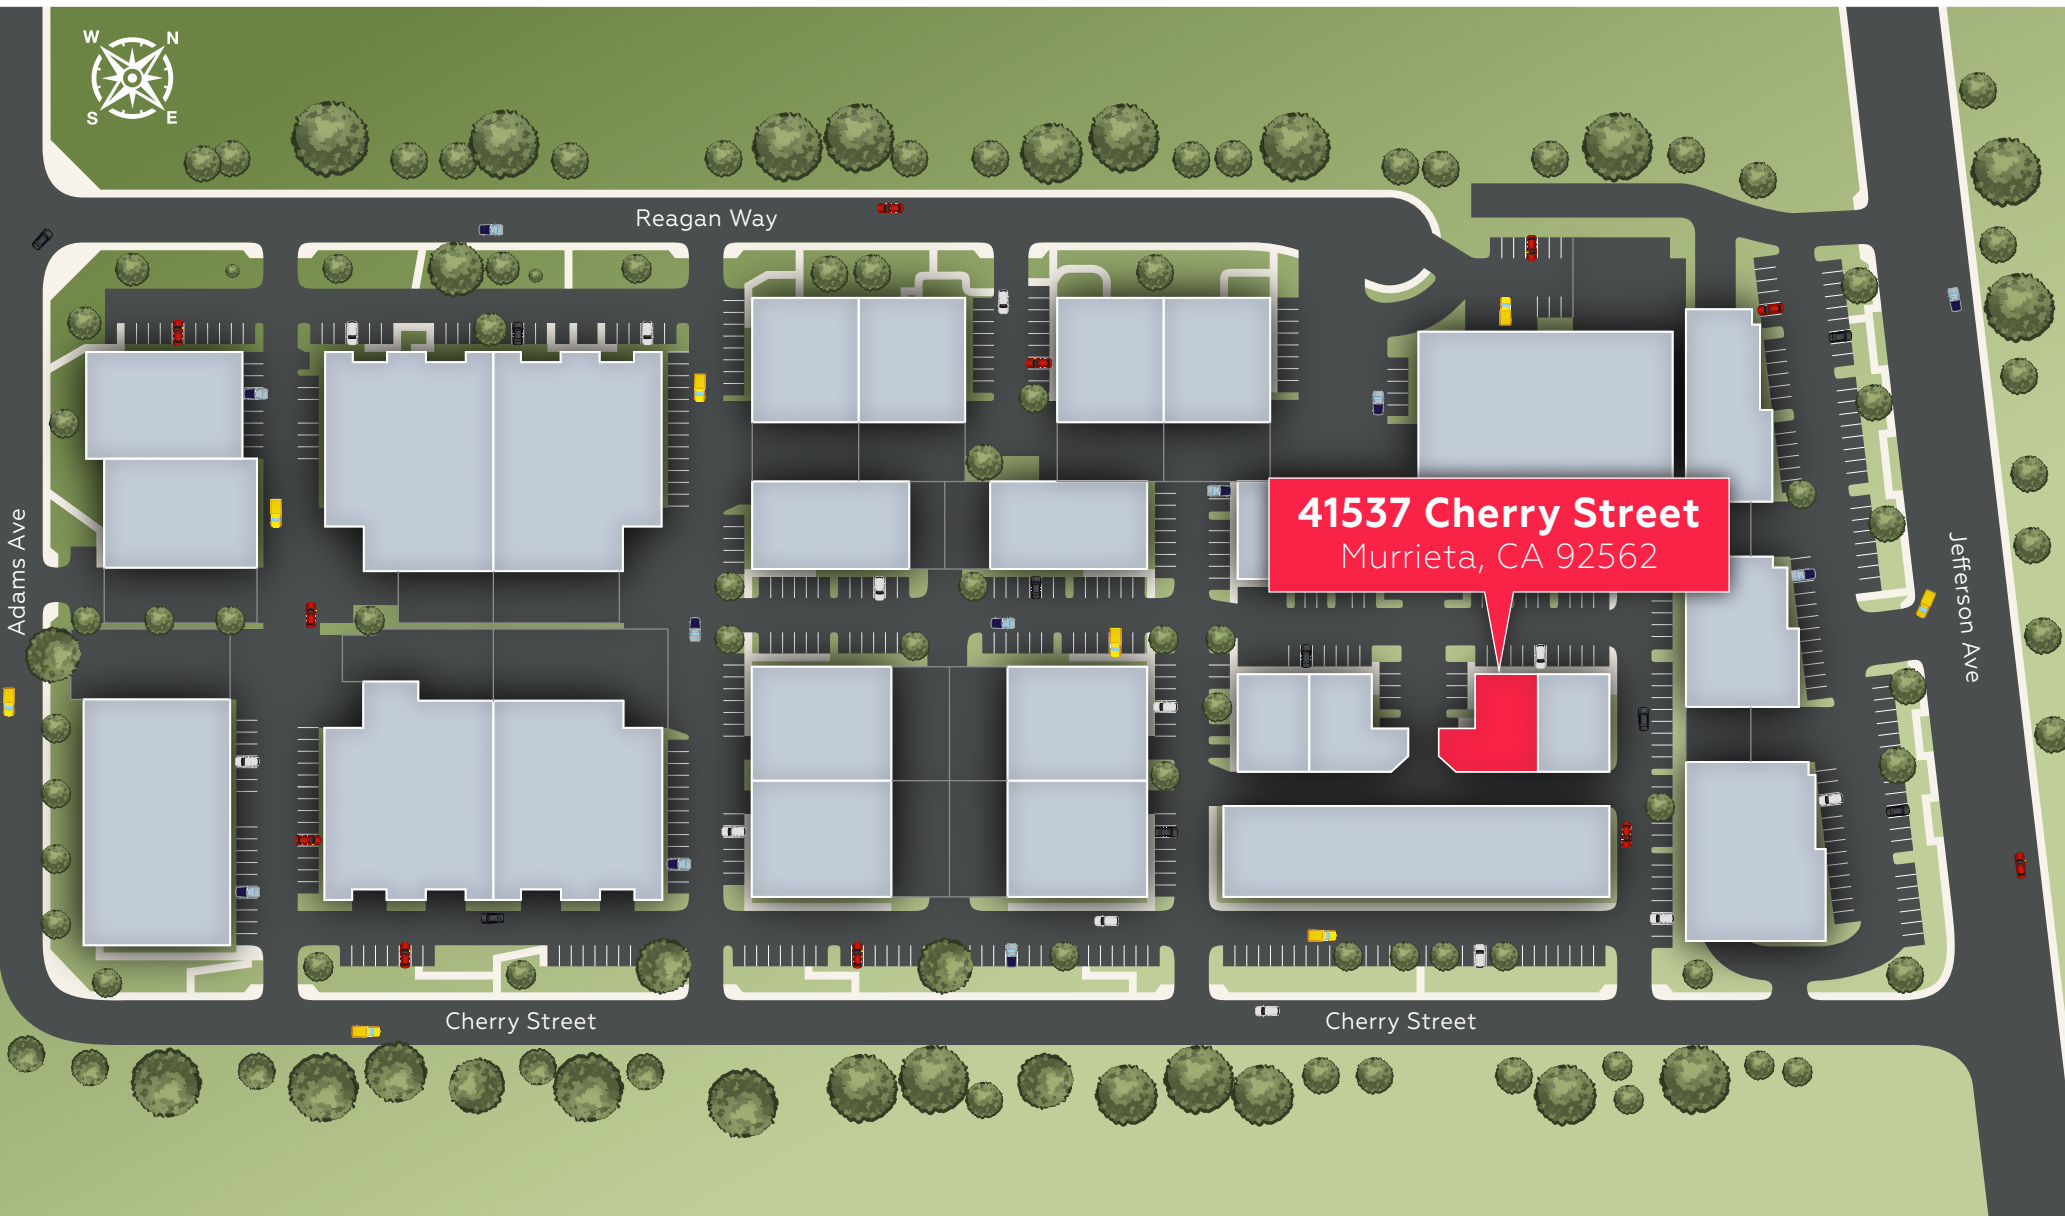 W N
S E
Reagan Way
41537 Cherry Street
Murrieta, CA 92562
Adams Ave
Jefferson Ave
Cherry Street
Cherry Street